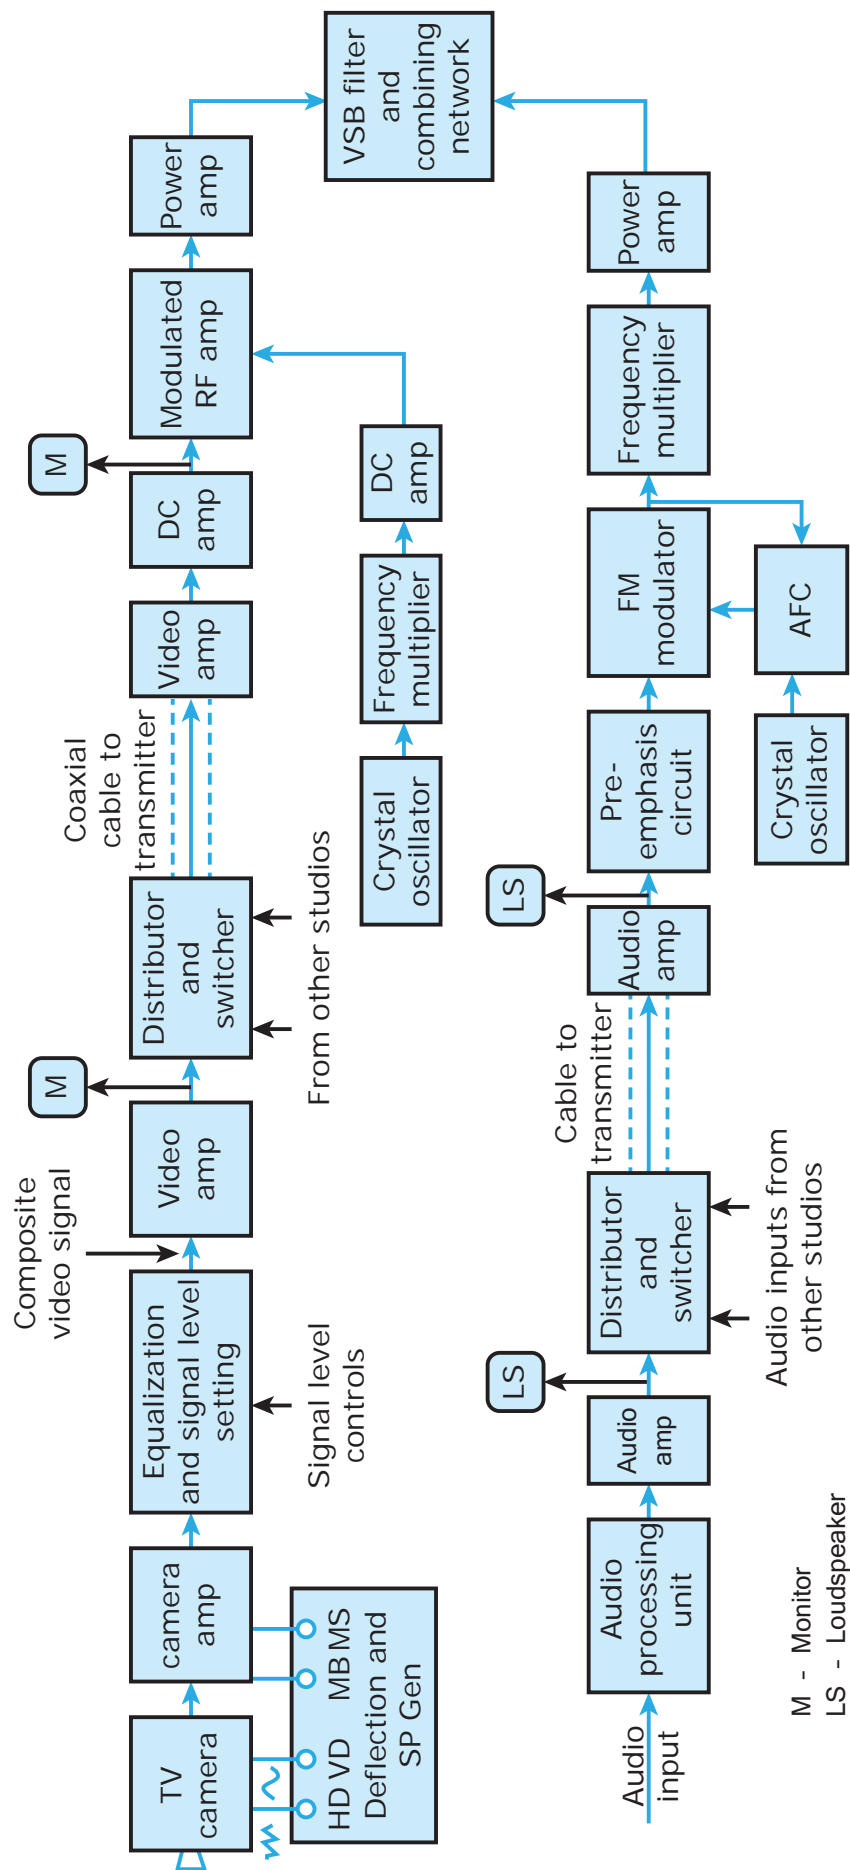 TV
camera
HD VD
MB MS
Deflection and
SP Gen
camera
amp
Equalization
and signal level
setting
Signal level
controls
Composite
video signal
Video
amp
M
Distributor
and
switcher
From other studios
Coaxial
cable to
transmitter
Video
amp
DC
amp
M
Modulated
RF amp
Power
amp
VSB filter
and
combining
network
Crystal
oscillator
Frequency
multiplier
DC
amp
Audio
input
Audio
processing
unit
Audio
amp
LS
Distributor
and
switcher
Audio inputs from
other studios
Cable to
transmitter
Audio
amp
LS
Pre-
emphasis
circuit
FM
modulator
Frequency
multiplier
Power
amp
Crystal
oscillator
AFC
M - Monitor
LS - Loudspeaker